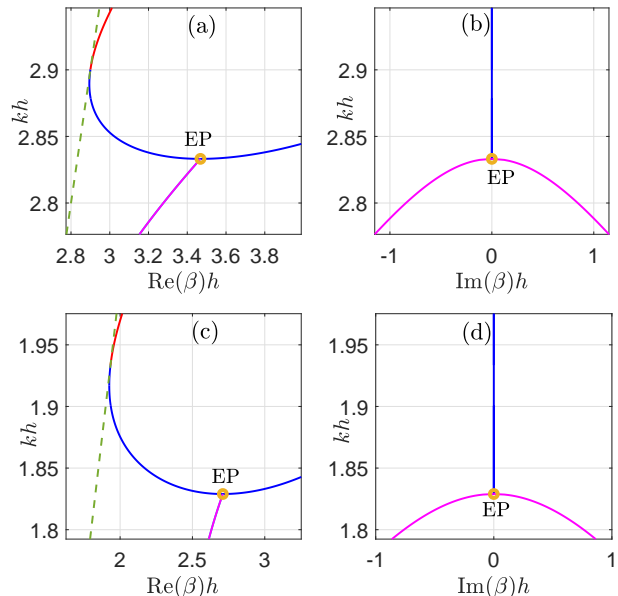 (a)
(b)
2.9
2.85
2.8
kh
EP
2.8 3 3.2 3.4 3.6 3.8
Re(β)h
2.9
2.85
2.8
kh
EP
-1 0 1
Im(β)h
(c)
(d)
1.95
1.9
1.85
1.8
kh
EP
2 2.5 3
Re(β)h
1.95
1.9
1.85
1.8
kh
EP
-1 0 1
Im(β)h